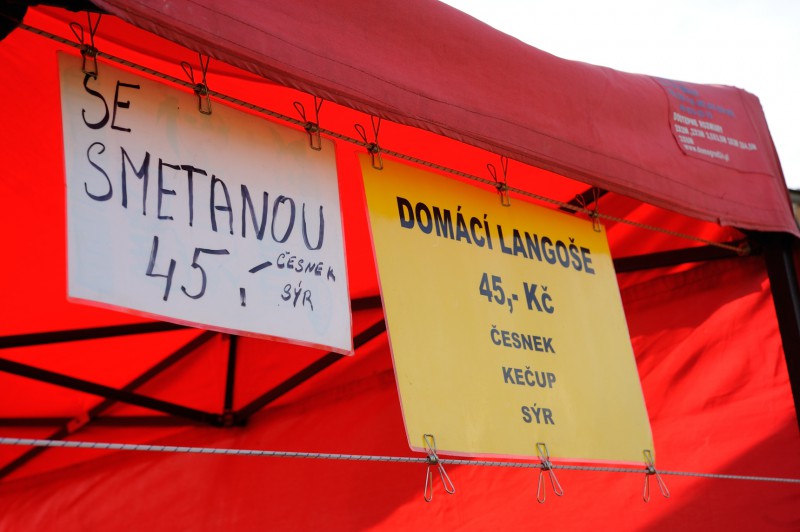 SE
SMETANOU
45,-
ČESNEK
SÝR
DOMÁCÍ LANGOŠE
45,- Kč
ČESNEK
KEČUP
SÝR